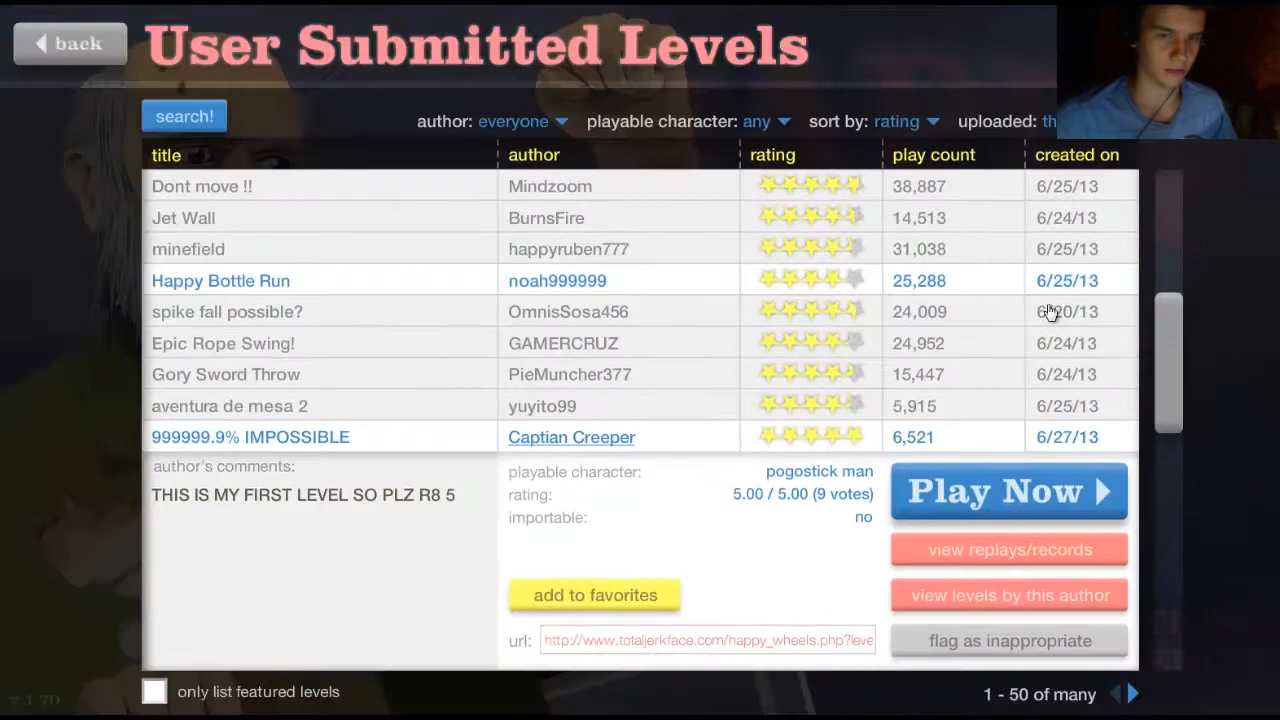 back
User Submitted Levels
search!
author: everyone playable character: any sort by: rating uploaded: th
title author rating play count created on
Dont move !! Mindzoom 38,887 6/25/13
Jet Wall BurnsFire 14,513 6/24/13
minefield happyruben777 31,038 6/25/13
Happy Bottle Run noah999999 25,288 6/25/13
spike fall possible? OmnisSosa456 24,009 6/20/13
Epic Rope Swing! GAMERCRUZ 24,952 6/24/13
Gory Sword Throw PieMuncher377 15,447 6/24/13
aventura de mesa 2 yuyito99 5,915 6/25/13
999999.9% IMPOSSIBLE Captian Creeper 6,521 6/27/13
author's comments:
THIS IS MY FIRST LEVEL SO PLZ R8 5
playable character: pogostick man
rating: 5.00 / 5.00 (9 votes)
importable: no
Play Now
view replays/records
add to favorites
view levels by this author
url: http://www.totaljerkface.com/happy_wheels.php?leve
flag as inappropriate
only list featured levels
1 - 50 of many
v 1.70